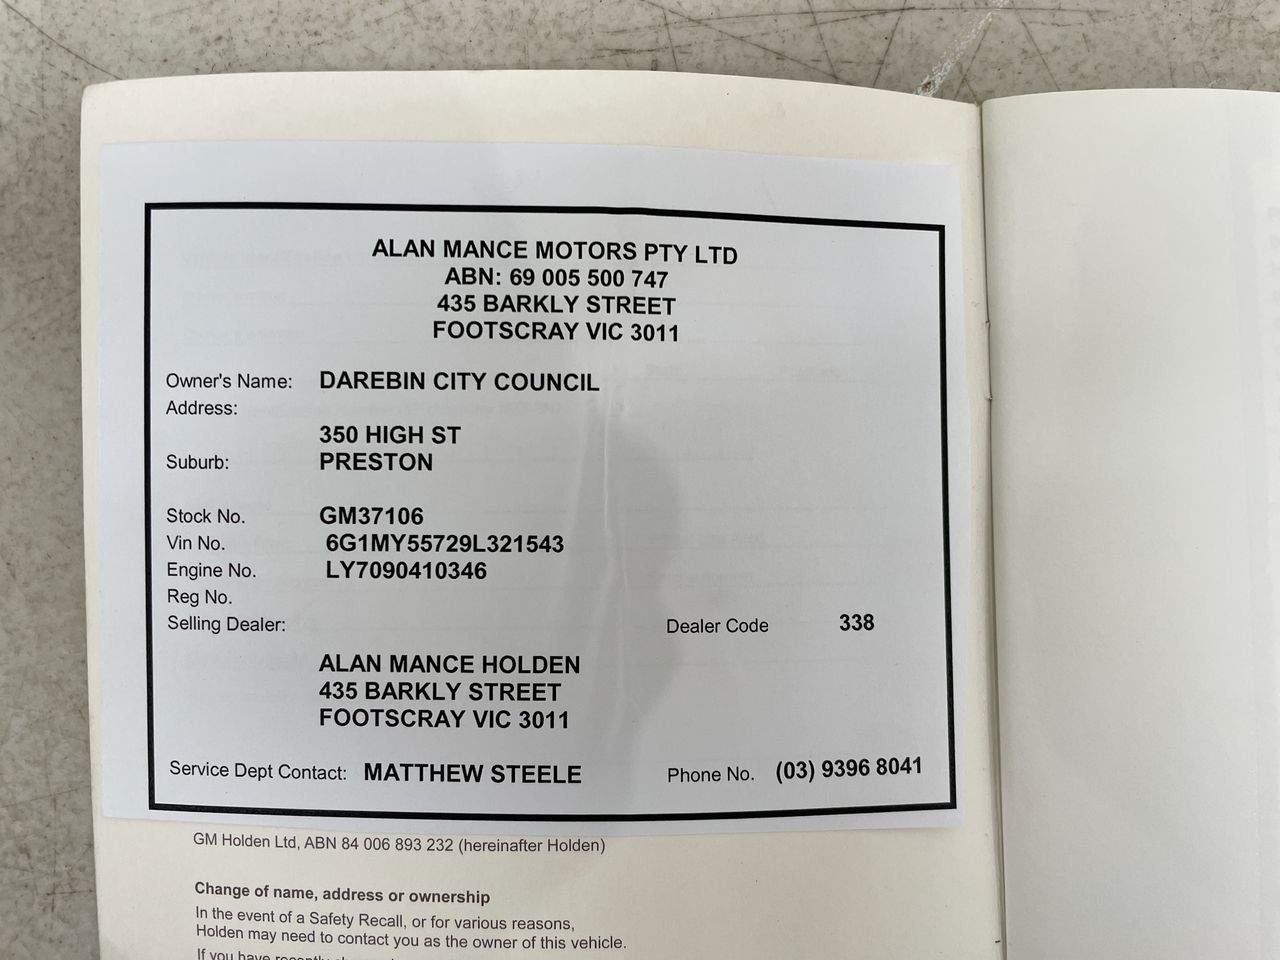 ALAN MANCE MOTORS PTY LTD
ABN: 69 005 500 747
435 BARKLY STREET
FOOTSCRAY VIC 3011
Owner's Name: DAREBIN CITY COUNCIL
Address:
350 HIGH ST
Suburb: PRESTON
Stock No. GM37106
Vin No. 6G1MY55729L321543
Engine No. LY7090410346
Reg No.
Selling Dealer: Dealer Code 338
ALAN MANCE HOLDEN
435 BARKLY STREET
FOOTSCRAY VIC 3011
Service Dept Contact: MATTHEW STEELE Phone No. (03) 9396 8041
GM Holden Ltd, ABN 84 006 893 232 (hereinafter Holden)
Change of name, address or ownership
In the event of a Safety Recall, or for various reasons,
Holden may need to contact you as the owner of this vehicle.
If you have recently